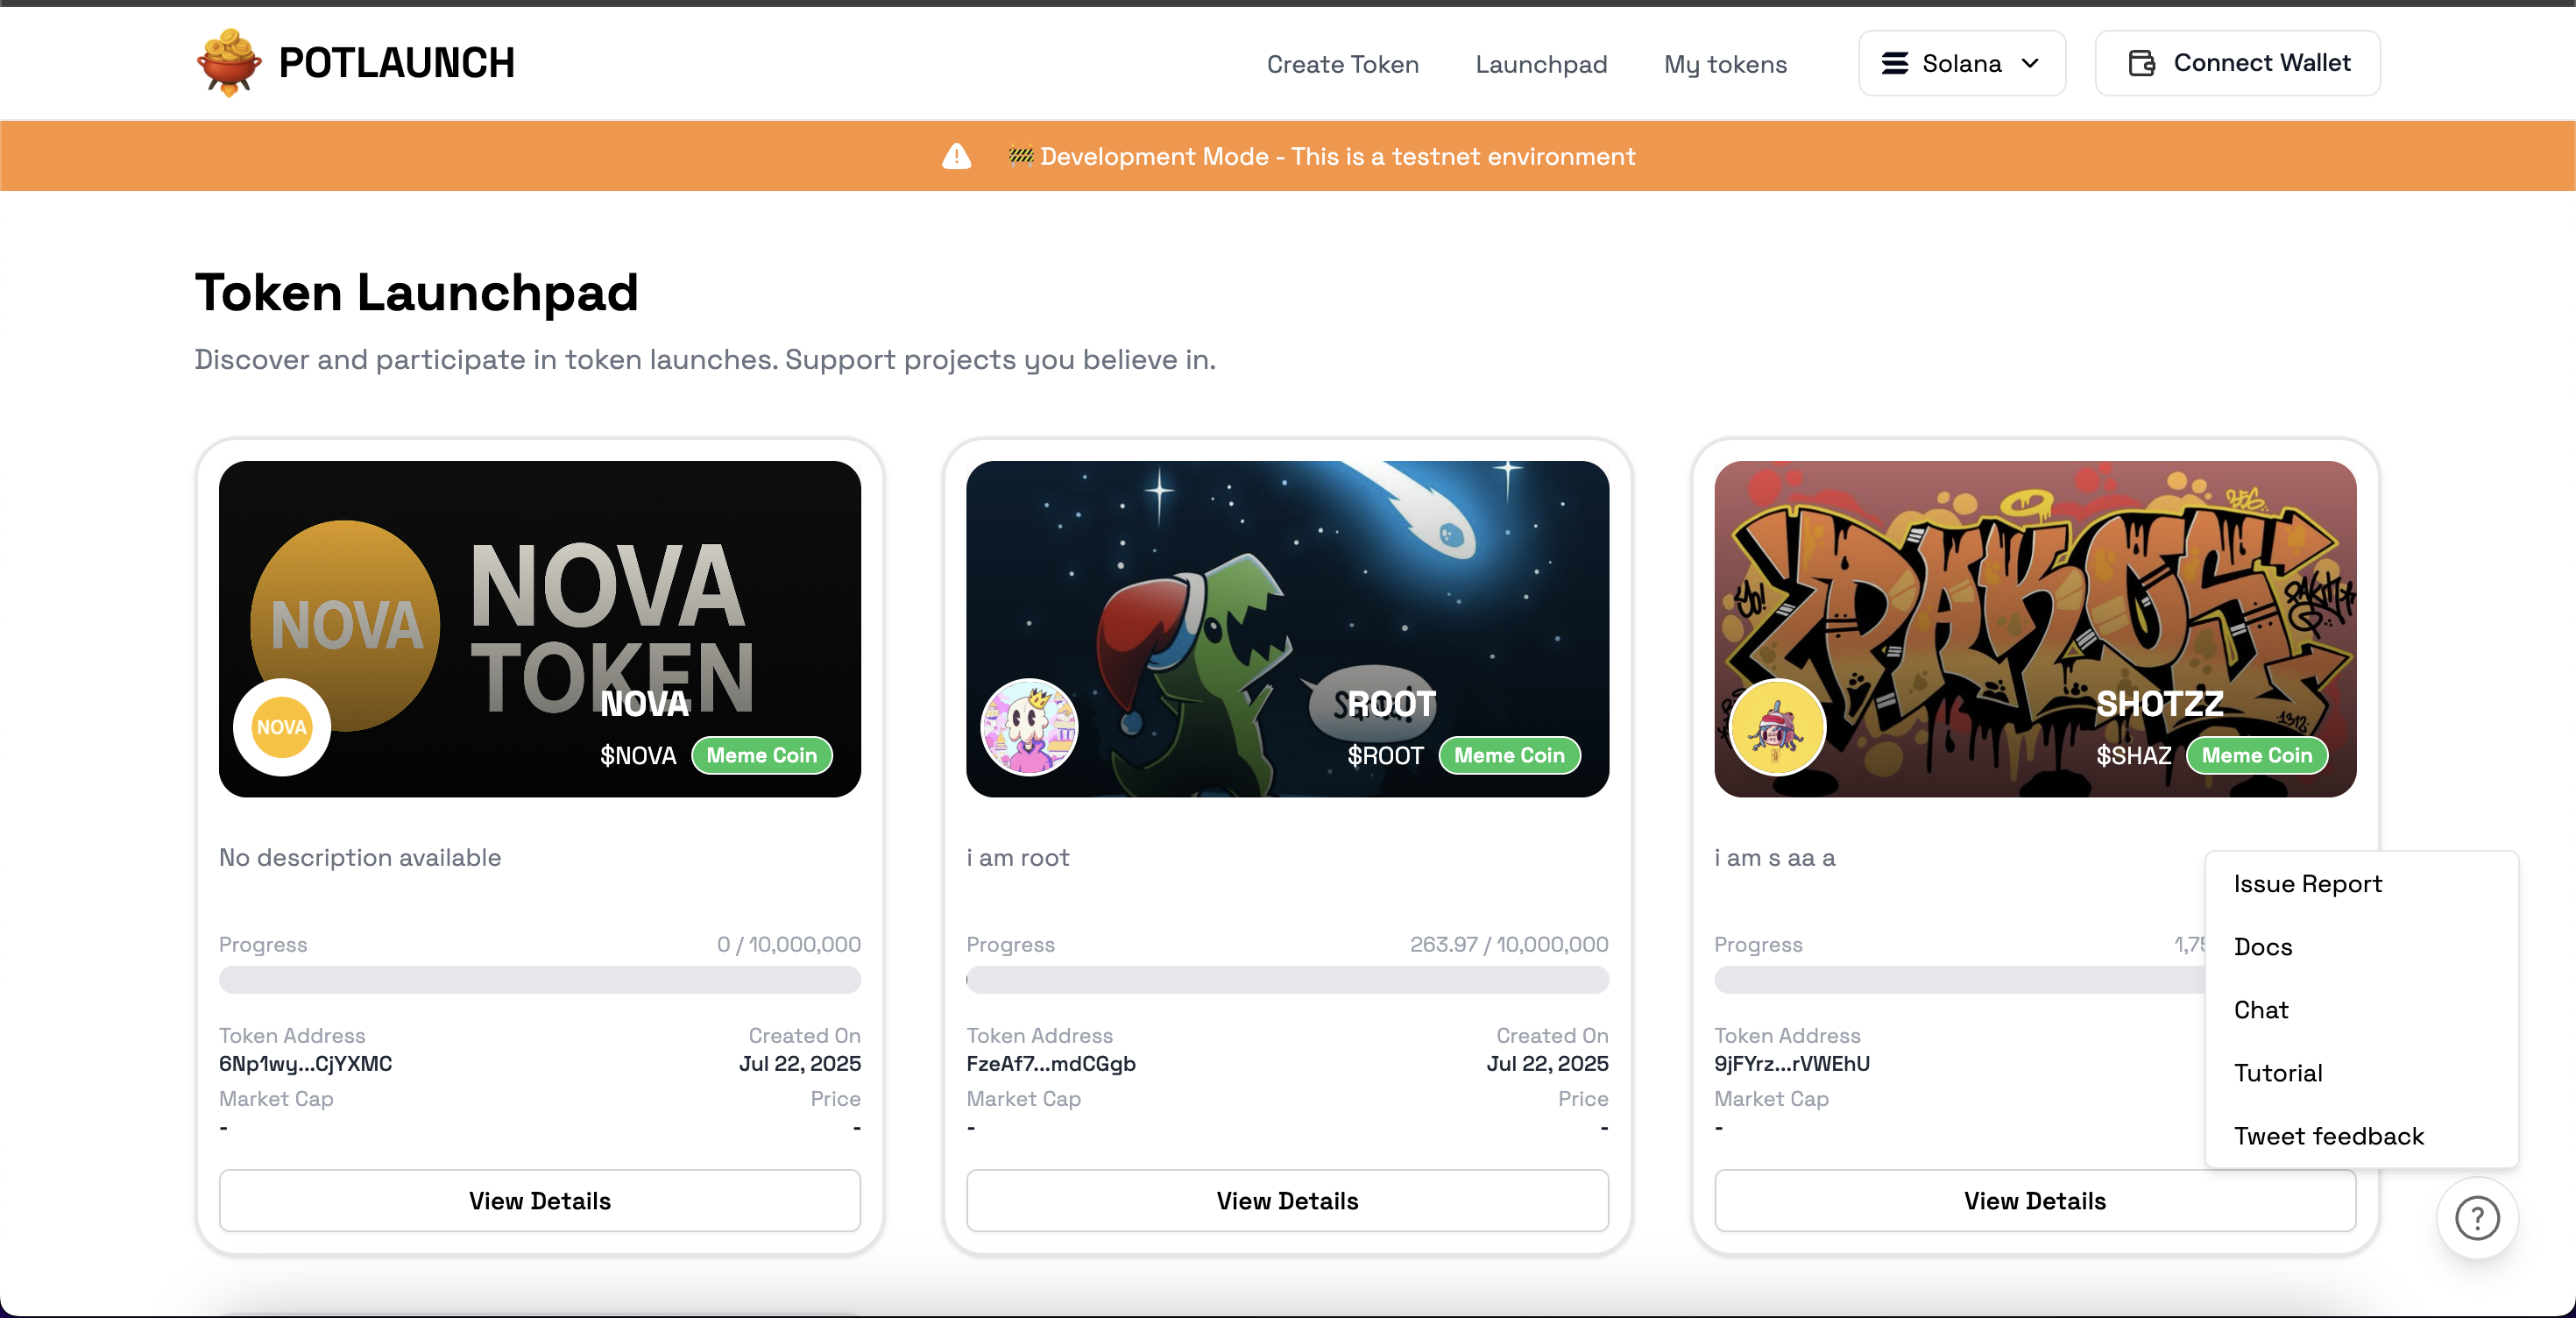 POTLAUNCH
Create Token
Launchpad
My tokens
Solana
Connect Wallet
🚧 Development Mode - This is a testnet environment
Token Launchpad
Discover and participate in token launches. Support projects you believe in.
NOVA
NOVA
TOKEN
NOVA
NOVA
$NOVA
Meme Coin
No description available
Progress
0 / 10,000,000
Token Address
Created On
6Np1wy...CjYXMC
Jul 22, 2025
Market Cap
Price
-
-
View Details
ROOT
$ROOT
Meme Coin
i am root
Progress
263.97 / 10,000,000
Token Address
Created On
FzeAf7...mdCGgb
Jul 22, 2025
Market Cap
Price
-
-
View Details
Yo!
1312
SHOTZZ
$SHAZ
Meme Coin
i am s aa a
Progress
Token Address
9jFYrz...rVWEhU
Market Cap
-
View Details
Issue Report
Docs
Chat
Tutorial
Tweet feedback
?